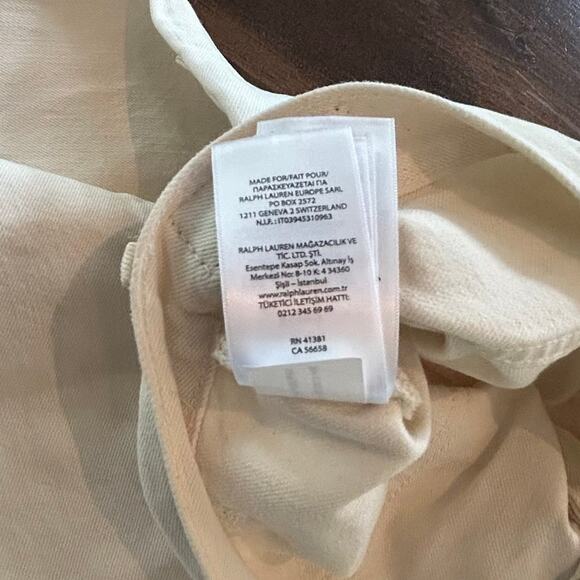 MADE FOR/FAIT POUR/
ΠΑΡΑΣΚΕΥΑΖΕΤΑΙ ΓΙΑ
RALPH LAUREN EUROPE SARL
PO BOX 2572
1211 GENEVA 2 SWITZERLAND
N.I.F.: IT03945310963
RALPH LAUREN MAĞAZACILIK VE
TİC. LTD. ŞTİ.
Esentepe Kasap Sok. Altınay İş
Merkezi No: 8-10 K: 4 34360
Şişli – İstanbul
www.ralphlauren.com.tr
TÜKETİCİ İLETİŞİM HATTI:
0212 345 69 69
RN 41381
CA 56658